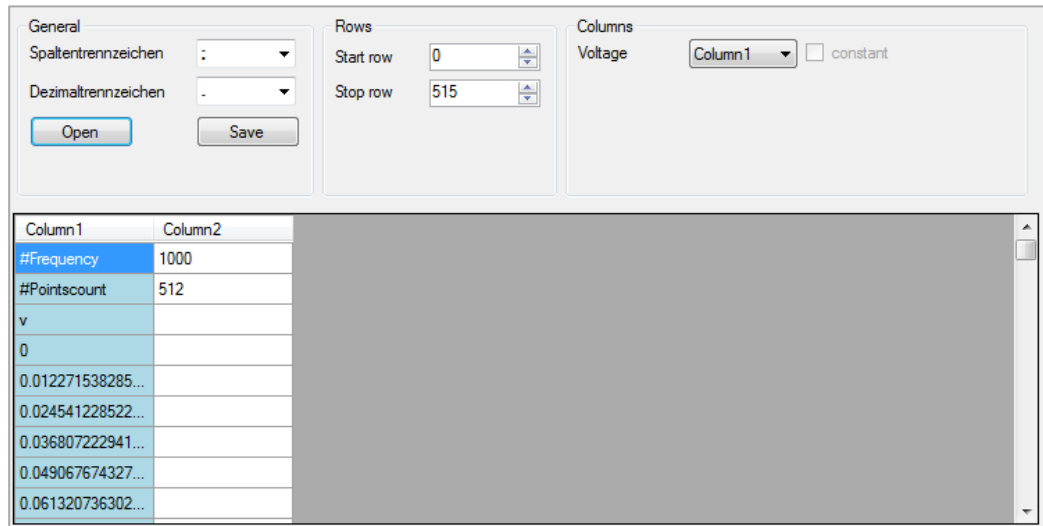 General
Spaltentrennzeichen :
Dezimaltrennzeichen .
Open Save
Rows
Start row 0
Stop row 515
Columns
Voltage Column1 constant
Column1 Column2
#Frequency 1000
#Pointscount 512
v
0
0.012271538285...
0.024541228522...
0.036807222941...
0.049067674327...
0.061320736302...